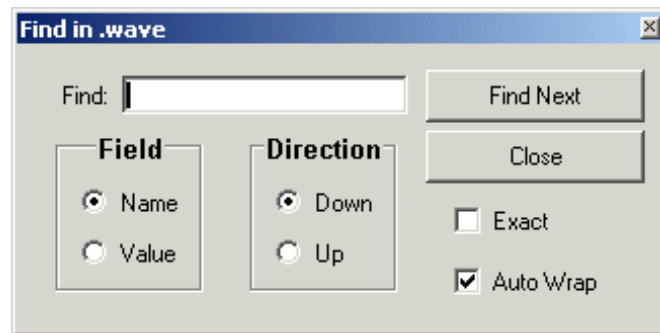 Find in .wave
Find:
Find Next
Field
Direction
Close
Name
Down
Exact
Value
Up
Auto Wrap